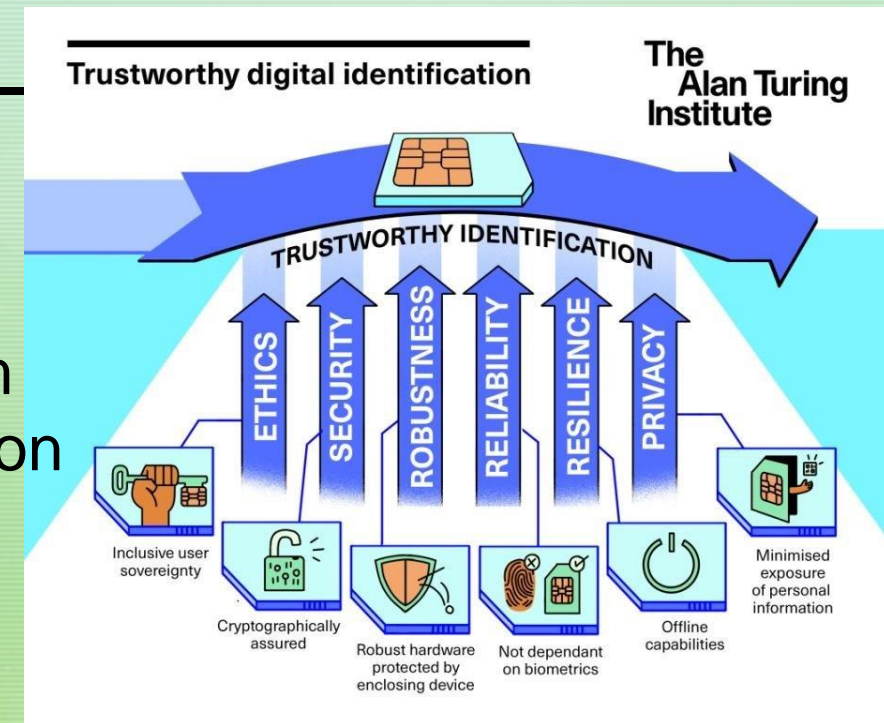 Trustworthy digital identification
The
Alan Turing
Institute
TRUSTWORTHY IDENTIFICATION
ETHICS
SECURITY
ROBUSTNESS
RELIABILITY
RESILIENCE
PRIVACY
Inclusive user
sovereignty
Cryptographically
assured
Robust hardware
protected by
enclosing device
Not dependant
on biometrics
Offline
capabilities
Minimised
exposure
of personal
information